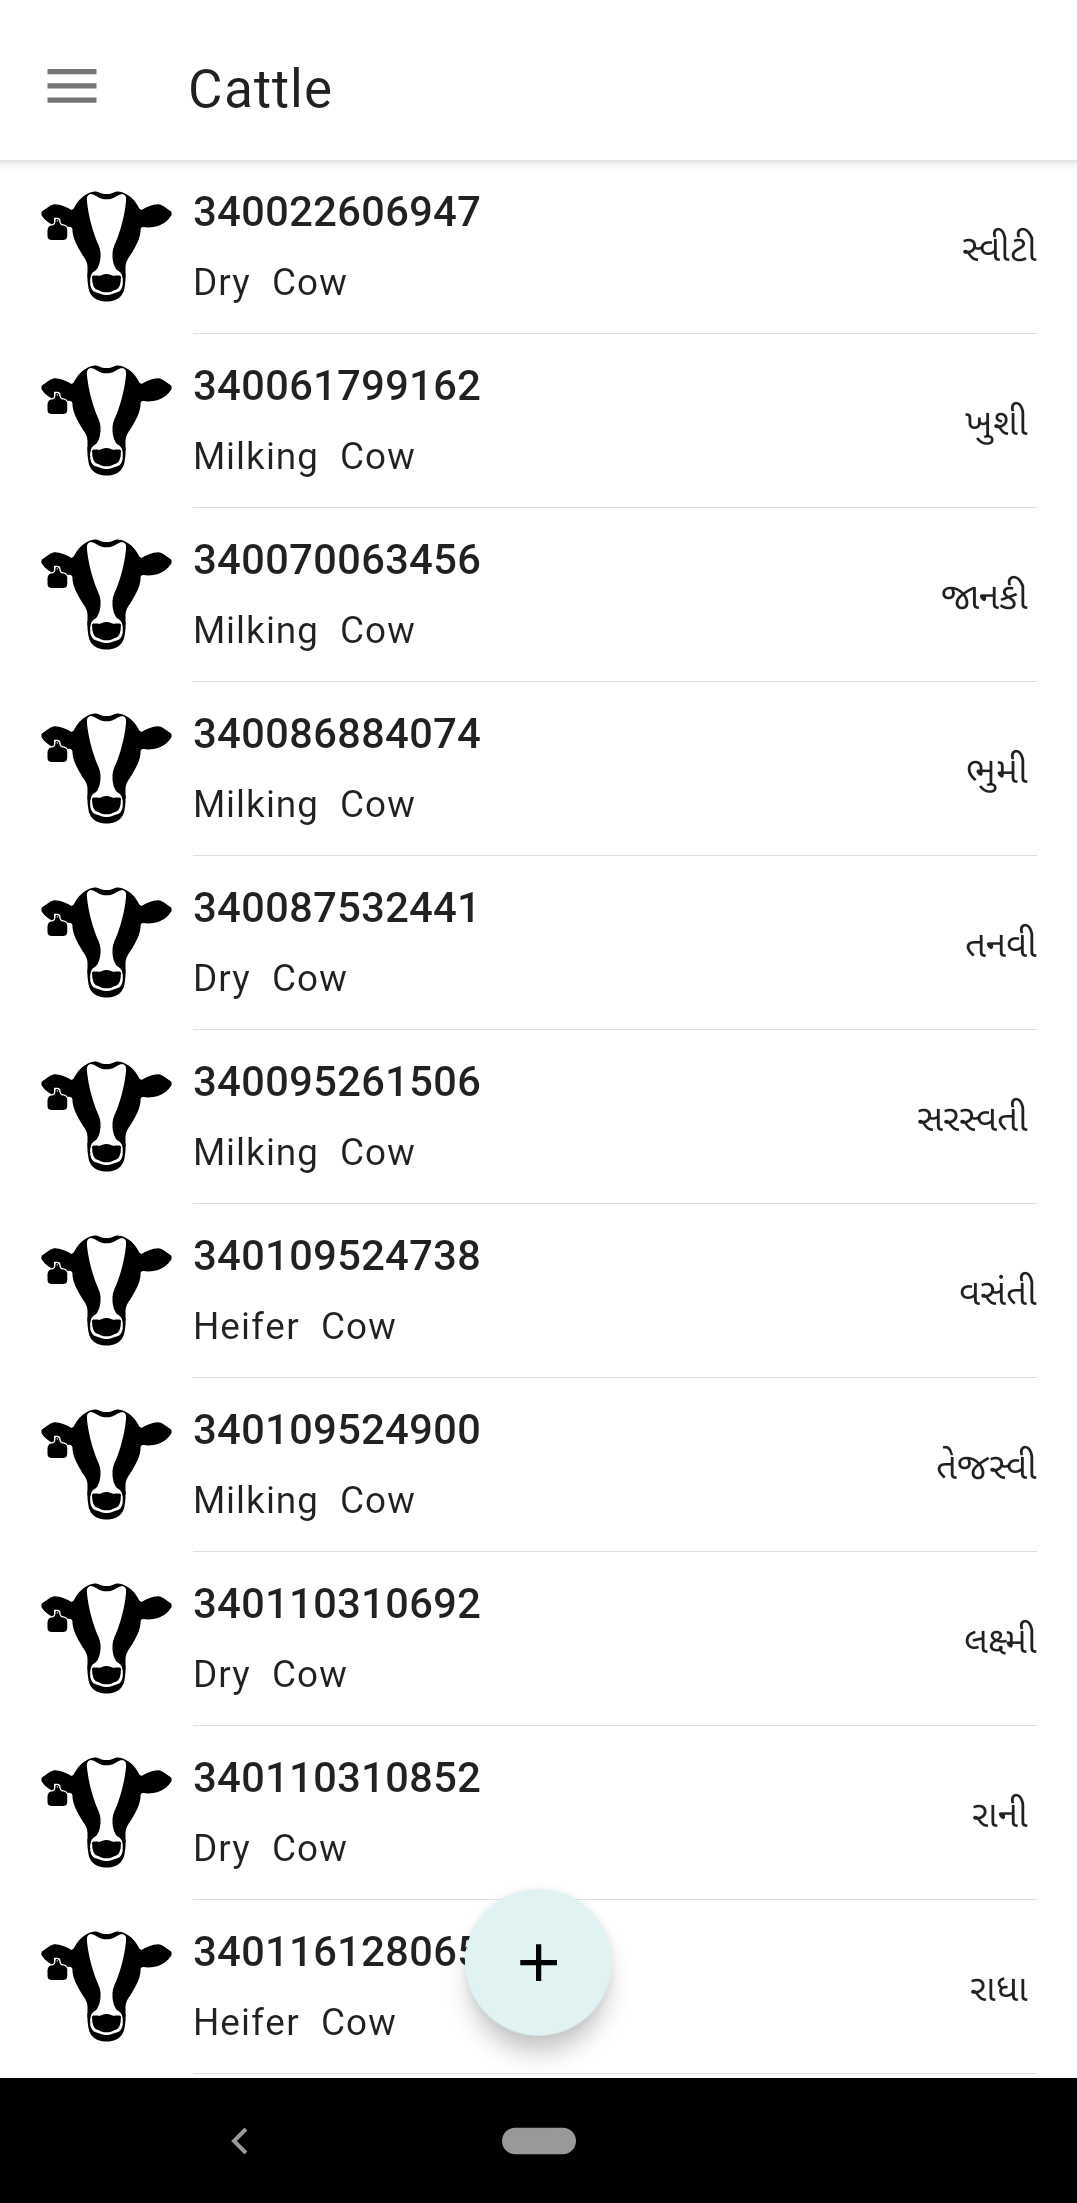 Cattle
340022606947
સ્વીટી
Dry Cow
340061799162
ખુશી
Milking Cow
340070063456
જાનકી
Milking Cow
340086884074
ભુમી
Milking Cow
340087532441
તનવી
Dry Cow
340095261506
સરસ્વતી
Milking Cow
340109524738
વસંતી
Heifer Cow
340109524900
તેજસ્વી
Milking Cow
340110310692
લક્ષ્મી
Dry Cow
340110310852
રાની
Dry Cow
340116128065
રાધા
Heifer Cow